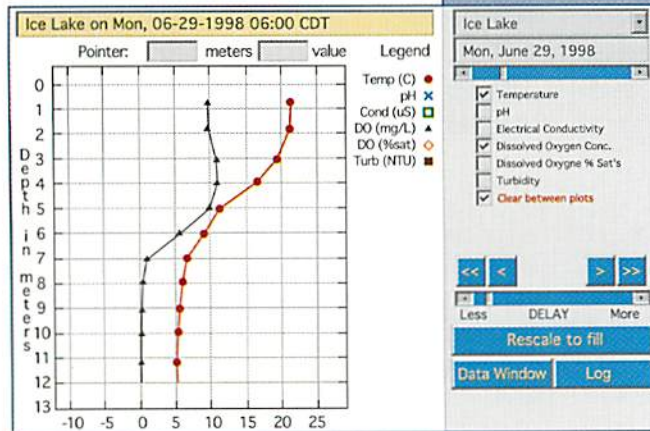 Ice Lake on Mon, 06-29-1998 06:00 CDT
Pointer: meters value Legend
Temp (C)
pH
Cond (uS)
DO (mg/L)
DO (%sat)
Turb (NTU)
Depth in meters
0
1
2
3
4
5
6
7
8
9
10
11
12
13
-10 -5 0 5 10 15 20 25
Ice Lake
Mon, June 29, 1998
Temperature
pH
Electrical Conductivity
Dissolved Oxygen Conc.
Dissolved Oxygne % Sat's
Turbidity
Clear between plots
<< < > >>
Less DELAY More
Rescale to fill
Data Window Log